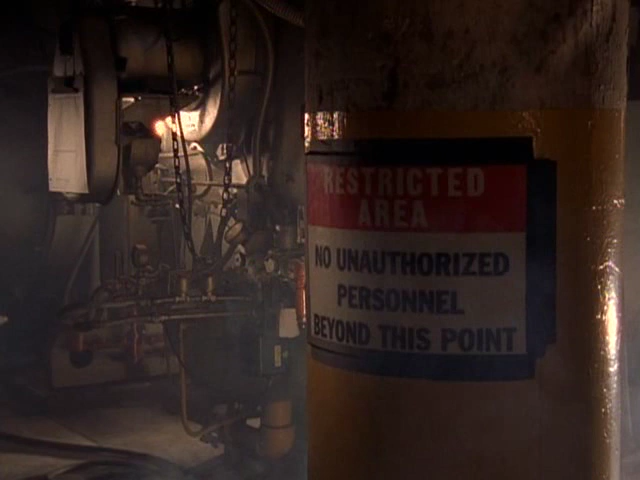 RESTRICTED
AREA
NO UNAUTHORIZED
PERSONNEL
BEYOND THIS POINT